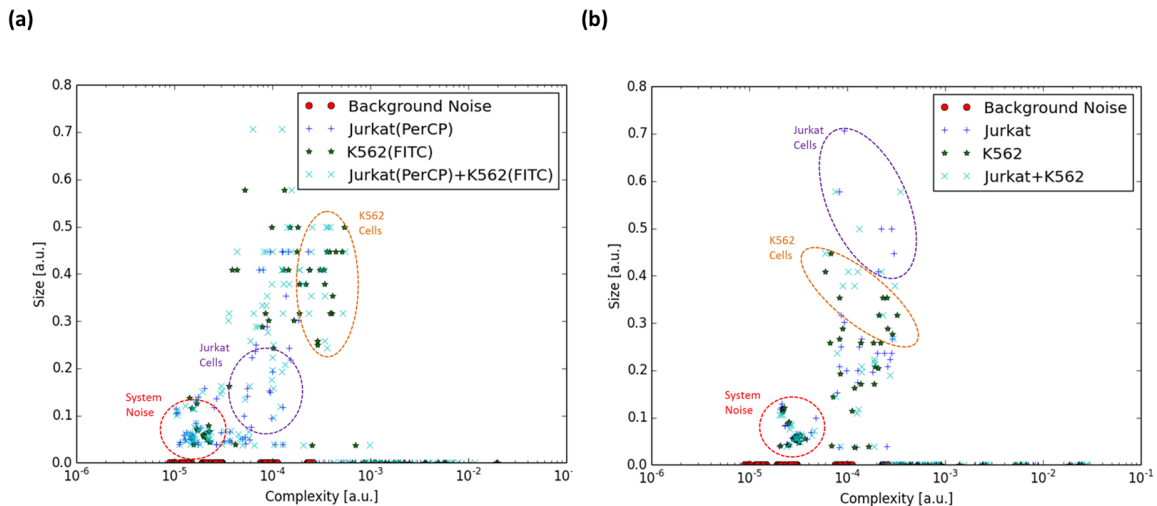 (a)
(b)
0.8
0.7
0.6
0.5
0.4
0.3
0.2
0.1
0.0
Size [a.u.]
Background Noise
Jurkat(PerCP)
K562(FITC)
Jurkat(PerCP)+K562(FITC)
K562
Cells
Jurkat
Cells
System
Noise
10^-6
10^-5
10^-4
10^-3
10^-2
10^-
Complexity [a.u.]
0.8
0.7
0.6
0.5
0.4
0.3
0.2
0.1
0.0
Size [a.u.]
Background Noise
Jurkat
K562
Jurkat+K562
Jurkat
Cells
K562
Cells
System
Noise
10^-6
10^-5
10^-4
10^-3
10^-2
10^-1
Complexity [a.u.]